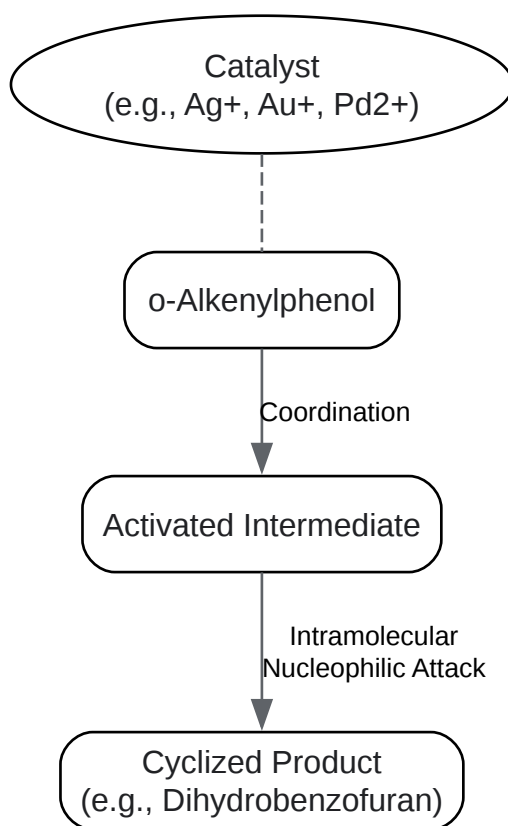 Catalyst
(e.g., Ag+, Au+, Pd2+)
o-Alkenylphenol
Coordination
Activated Intermediate
Intramolecular
Nucleophilic Attack
Cyclized Product
(e.g., Dihydrobenzofuran)